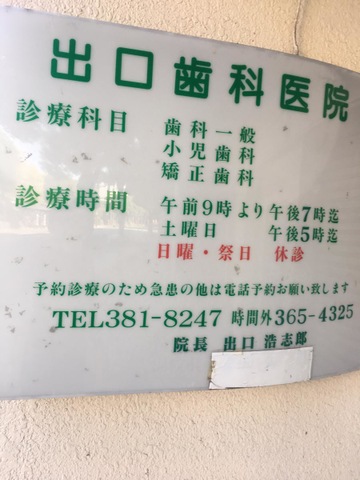 出口歯科医院
診療科目 歯科一般
小児歯科
矯正歯科
診療時間 午前9時より午後7時迄
土曜日 午後5時迄
日曜・祭日 休診
予約診療のため急患の他は電話予約お願い致します
TEL381-8247 時間外365-4325
院長 出口 浩志郎